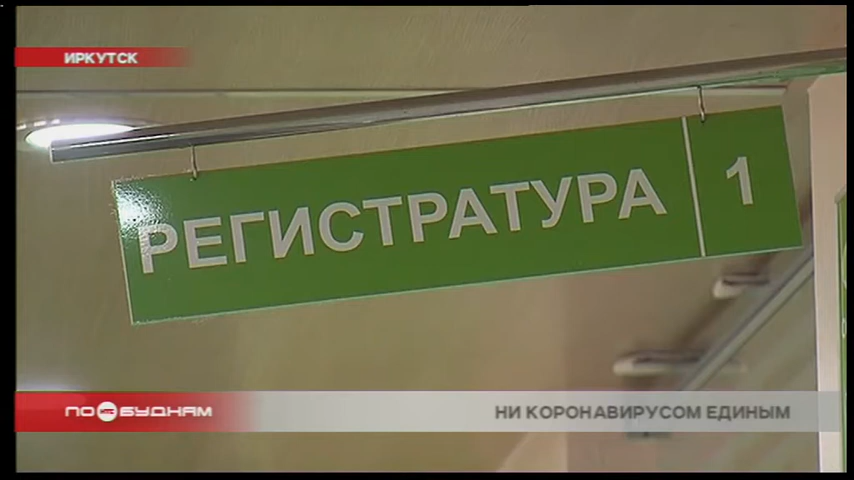 ИРКУТСК
РЕГИСТРАТУРА 1
ПО БУДНЯМ
НИ КОРОНАВИРУСОМ ЕДИНЫМ